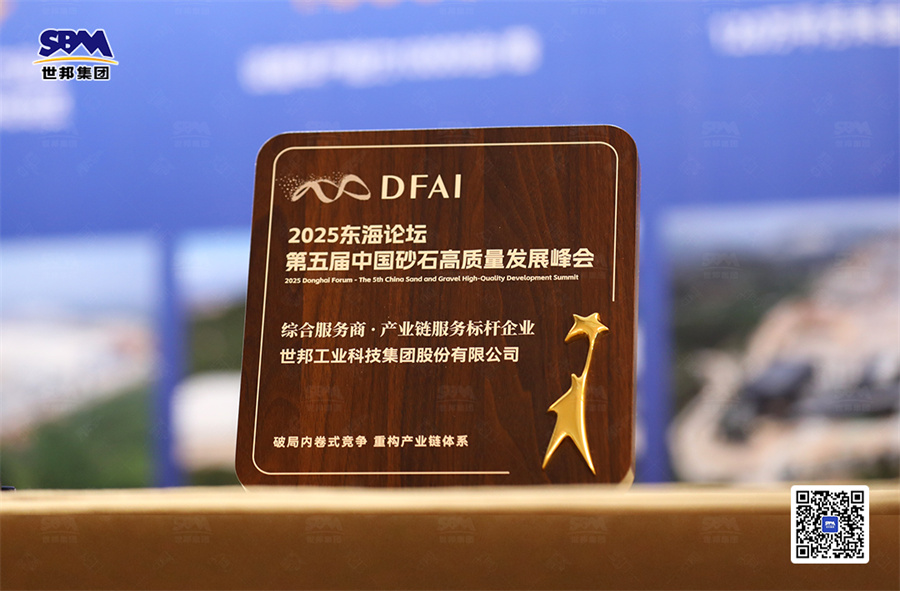 SBM
世邦集团
DFAI
2025东海论坛
第五届中国砂石高质量发展峰会
2025 Donghai Forum - The 5th China Sand and Gravel High-Quality Development Summit
综合服务商·产业链服务标杆企业
世邦工业科技集团股份有限公司
破局内卷式竞争 重构产业链体系